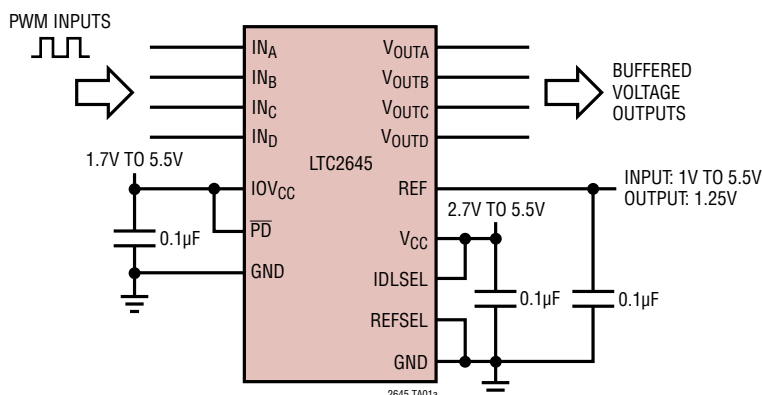 PWM INPUTS
IN_A
IN_B
IN_C
IN_D
1.7V TO 5.5V
IOV_CC
P̅D̅
0.1µF
GND
LTC2645
V_OUTA
V_OUTB
V_OUTC
V_OUTD
BUFFERED
VOLTAGE
OUTPUTS
REF
INPUT: 1V TO 5.5V
OUTPUT: 1.25V
2.7V TO 5.5V
V_CC
IDLSEL
0.1µF
0.1µF
REFSEL
GND
2645 TA01a